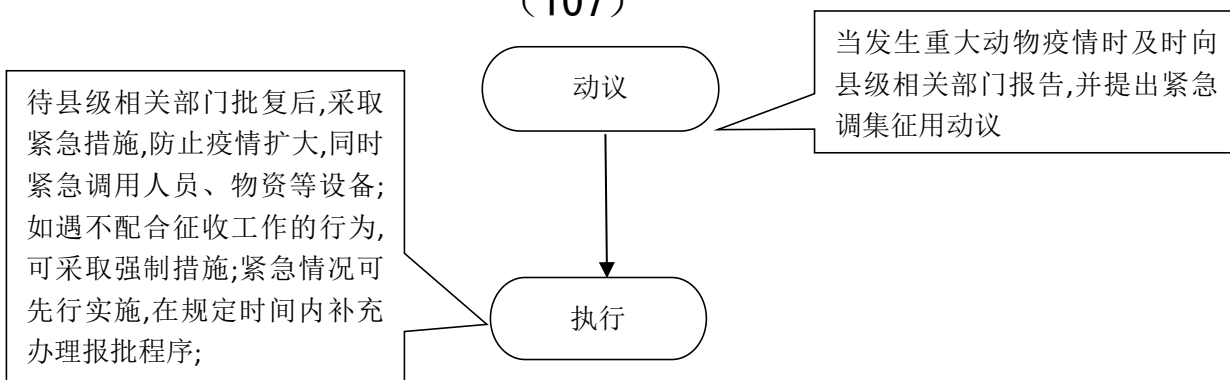 （107）
动议
当发生重大动物疫情时及时向
县级相关部门报告,并提出紧急
调集征用动议
待县级相关部门批复后,采取
紧急措施,防止疫情扩大,同时
紧急调用人员、物资等设备;
如遇不配合征收工作的行为,
可采取强制措施;紧急情况可
先行实施,在规定时间内补充
办理报批程序;
执行